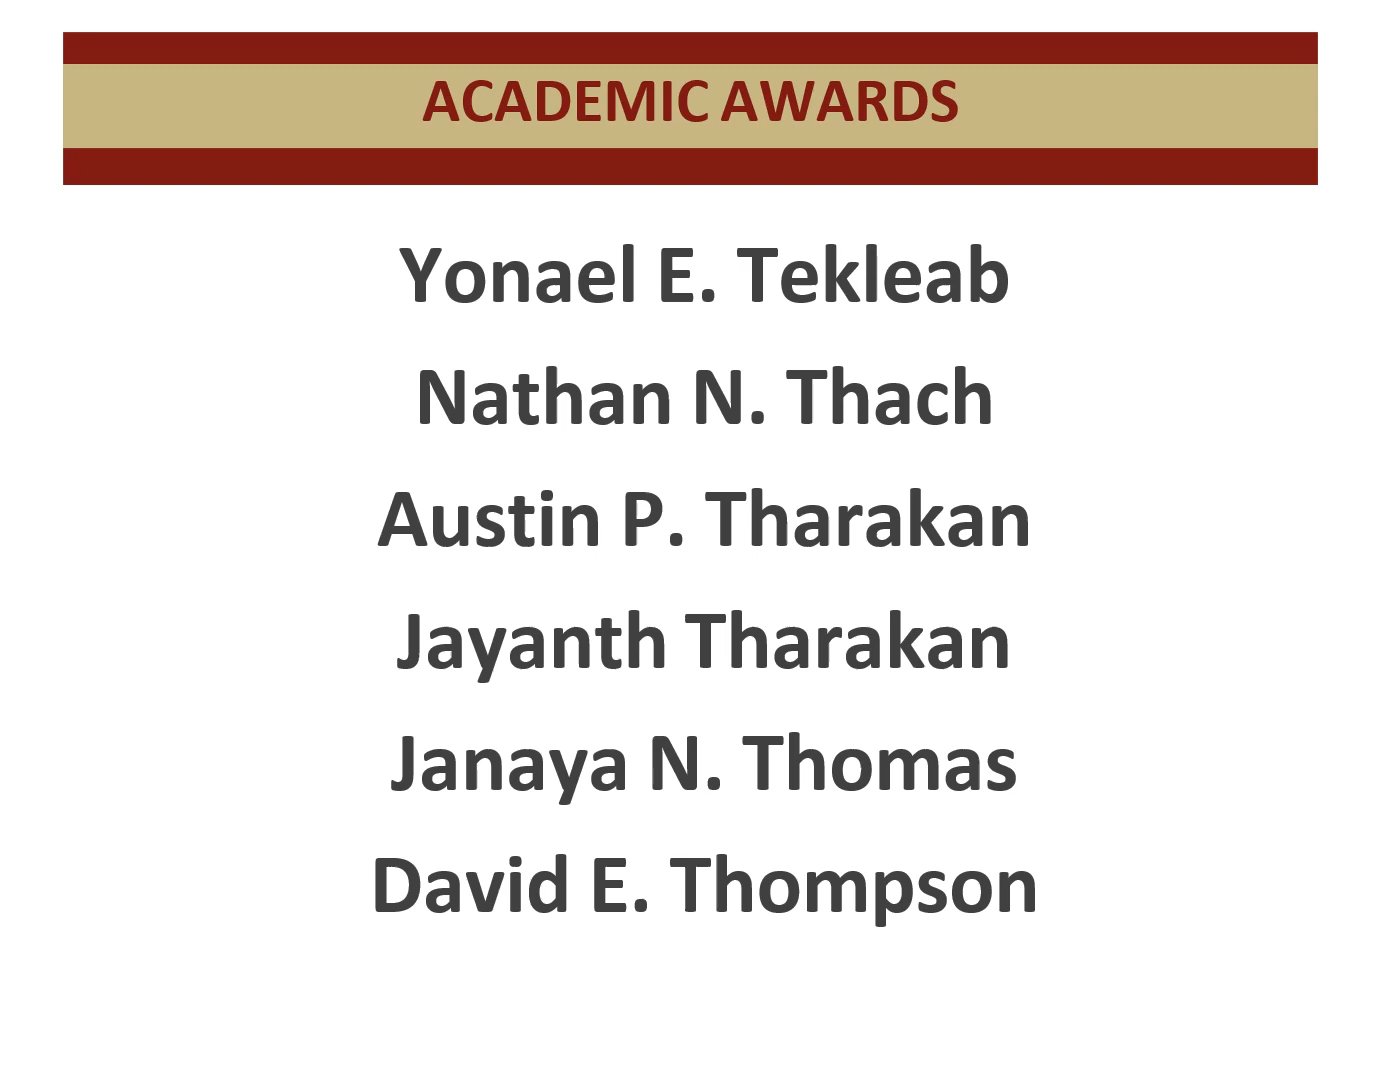 ACADEMIC AWARDS
Yonael E. Tekleab
Nathan N. Thach
Austin P. Tharakan
Jayanth Tharakan
Janaya N. Thomas
David E. Thompson